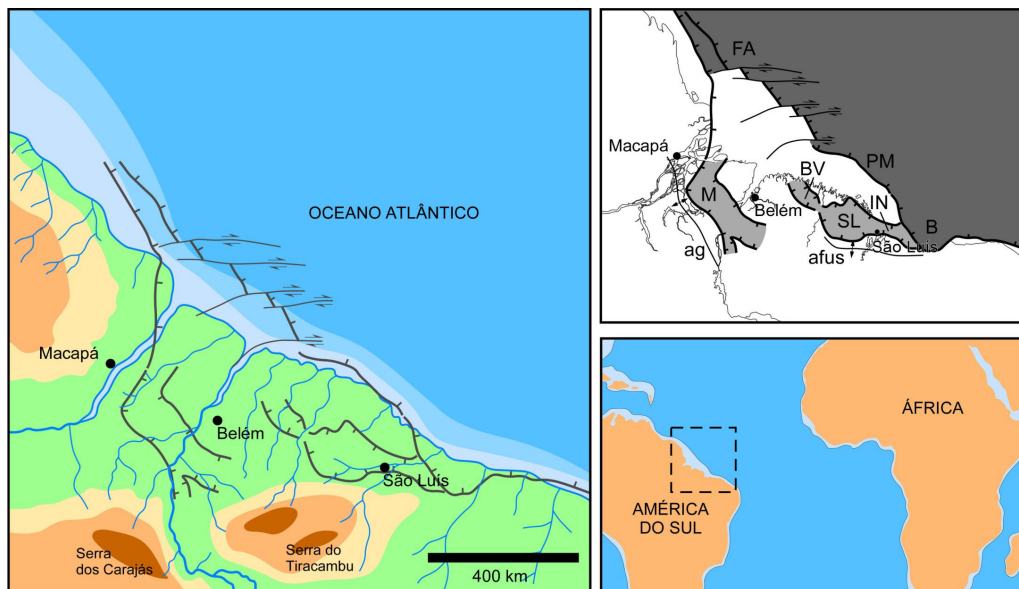 OCEANO ATLÂNTICO
Macapá
Belém
São Luís
Serra
dos Carajás
Serra do
Tiracambu
400 km
FA
Macapá
PM
BV
M
Belém
IN
SL
B
São Luis
ag
afus
ÁFRICA
AMÉRICA
DO SUL